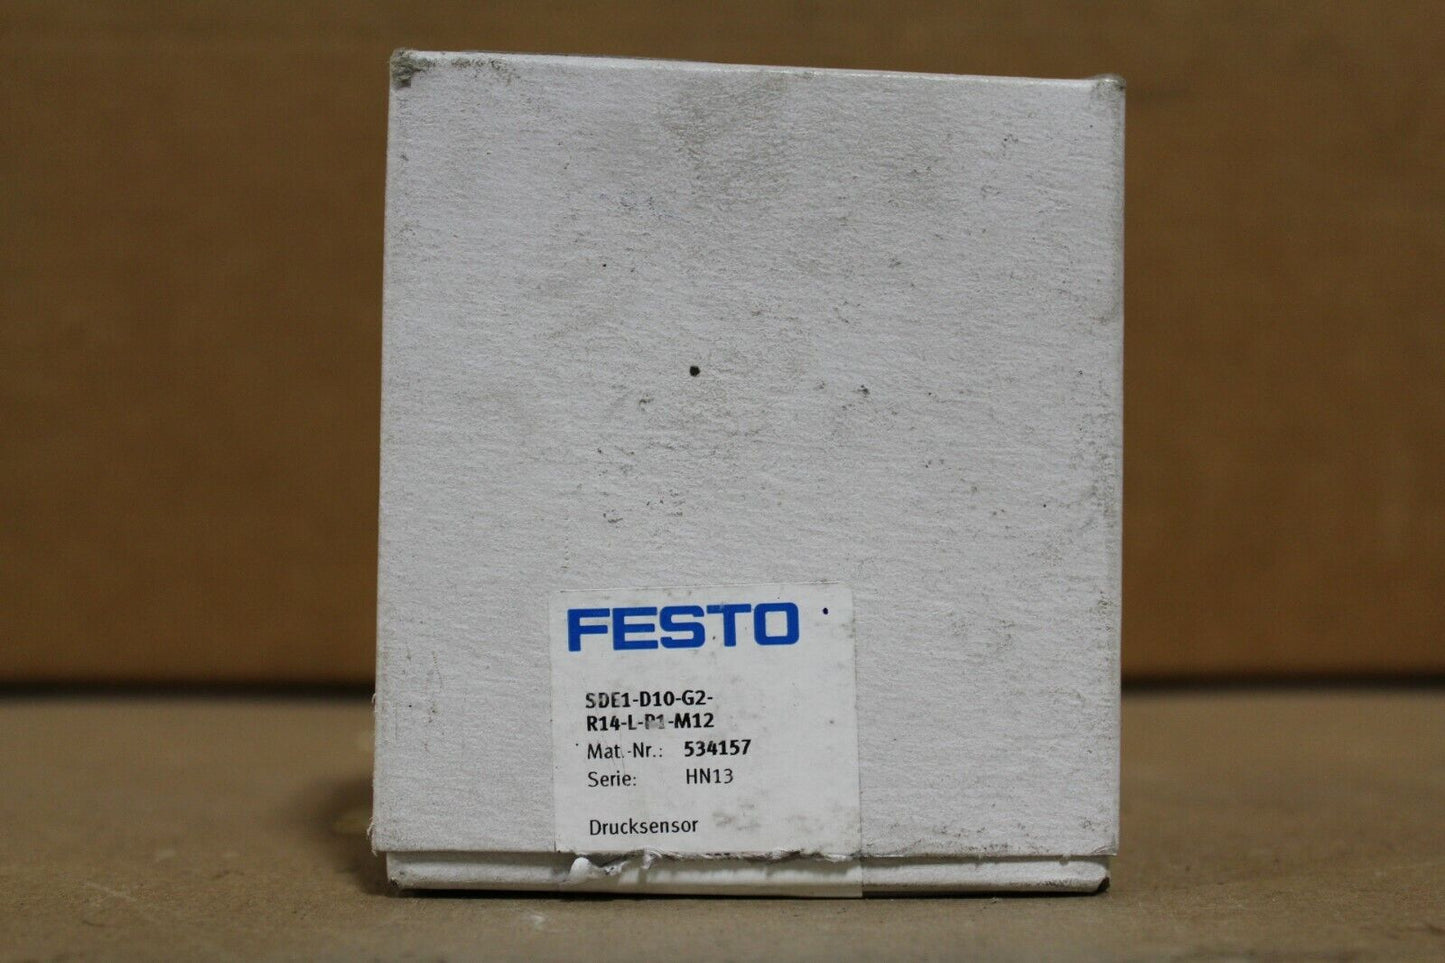 FESTO
SDE1-D10-G2-
R14-L-P1-M12
Mat.-Nr.: 534157
Serie: HN13
Drucksensor